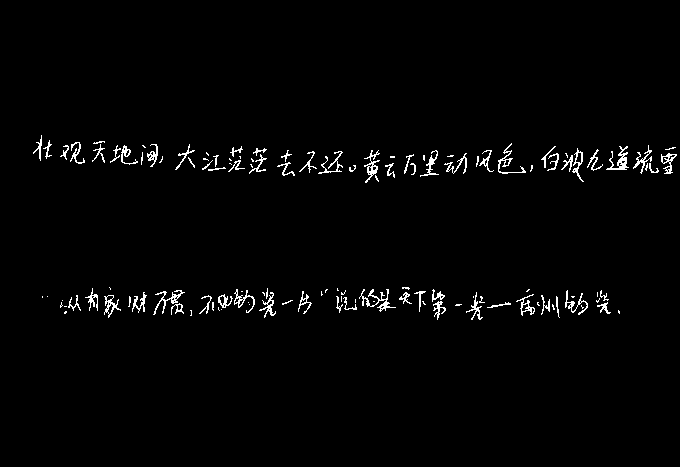 壮观天地间,大江茫茫去不还。黄云万里动风色,白波九道流雪
纵有家财万贯,不如钧瓷一片"说的是天下第一瓷——禹州钧瓷.